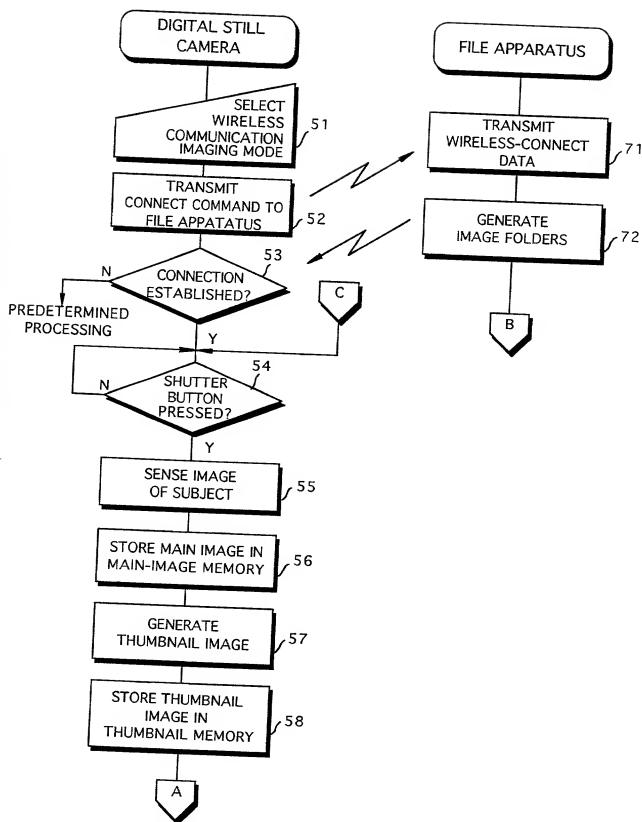 DIGITAL STILL
CAMERA
SELECT
WIRELESS
COMMUNICATION
IMAGING MODE
51
TRANSMIT
CONNECT COMMAND TO
FILE APPATATUS
52
53
CONNECTION
ESTABLISHED?
N
PREDETERMINED
PROCESSING
Y
C
54
SHUTTER
BUTTON
PRESSED?
N
Y
SENSE IMAGE
OF SUBJECT
55
STORE MAIN IMAGE IN
MAIN-IMAGE MEMORY
56
GENERATE
THUMBNAIL IMAGE
57
STORE THUMBNAIL
IMAGE IN
THUMBNAIL MEMORY
58
A
FILE APPARATUS
TRANSMIT
WIRELESS-CONNECT
DATA
71
GENERATE
IMAGE FOLDERS
72
B